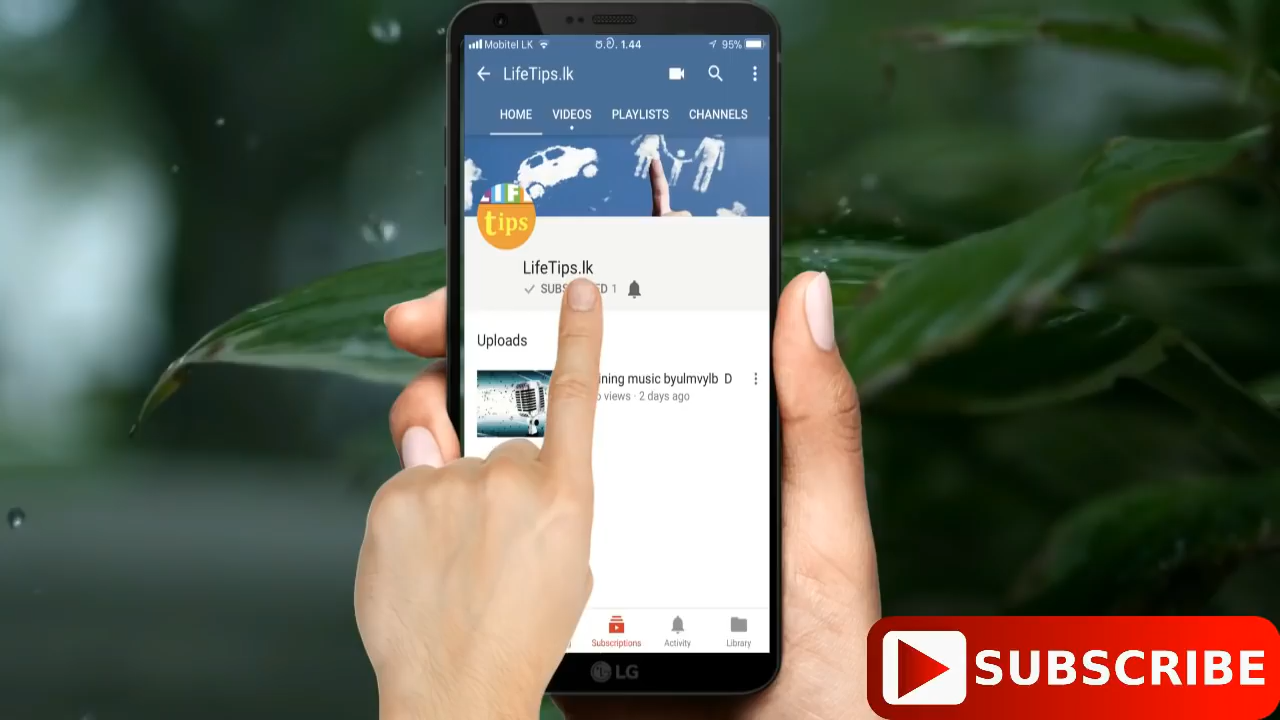 Mobitel LK
ප.ව. 1.44
95%
LifeTips.lk
HOME VIDEOS PLAYLISTS CHANNELS
LIF
tips
LifeTips.lk
1
Uploads
music byulmvylb D
views · 2 days ago
Subscriptions Activity Library
LG
SUBSCRIBE